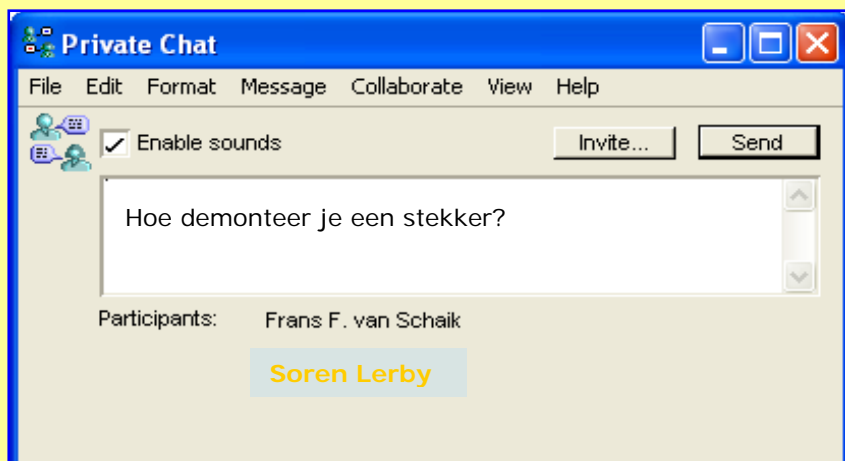 Private Chat
File Edit Format Message Collaborate View Help
Enable sounds Invite... Send
Hoe demonteer je een stekker?
Participants: Frans F. van Schaik
Soren Lerby